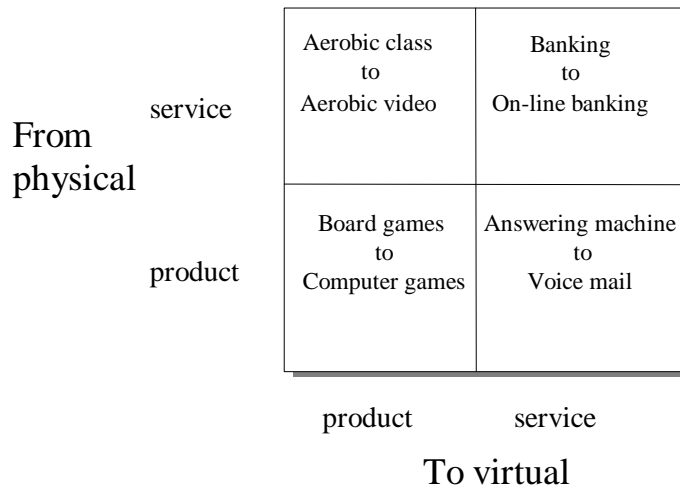 Aerobic class
to
Aerobic video
Banking
to
On-line banking
service
From
physical
Board games
to
Computer games
Answering machine
to
Voice mail
product
product
service
To virtual